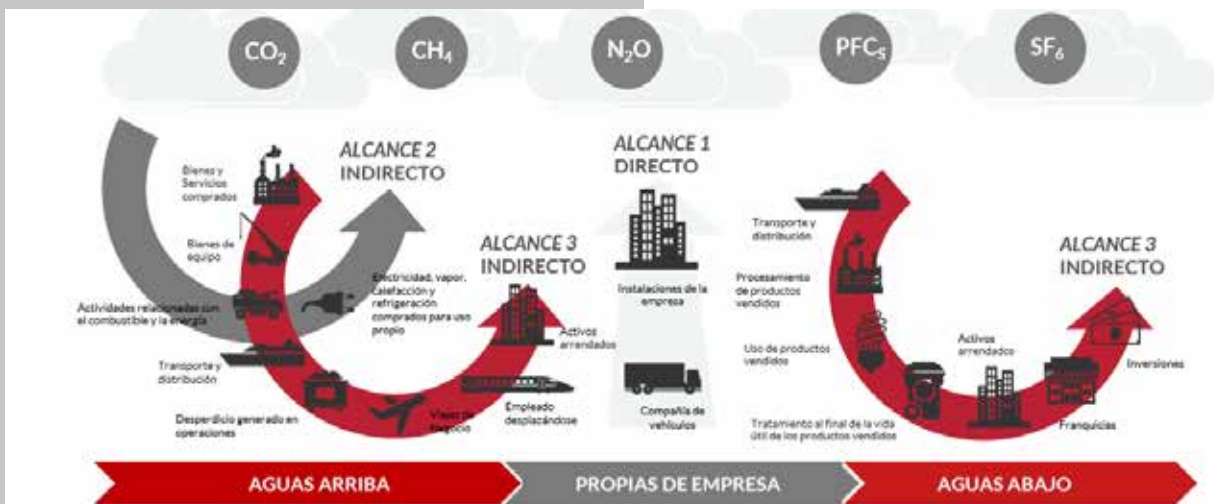 CO₂
CH₄
N₂O
PFCₛ
SF₆
ALCANCE 2
INDIRECTO
Bienes y
Servicios
comprados
Bienes de
equipo
Actividades relacionadas con
el combustible y la energía
Transporte y
distribución
Desperdicio generado en
operaciones
Electricidad, vapor,
calefacción y
refrigeración
comprados para uso
propio
Viajes de
Negocio
ALCANCE 3
INDIRECTO
Activos
arrendados
Empleado
desplazándose
ALCANCE 1
DIRECTO
Instalaciones de la
empresa
Compañía de
vehículos
Transporte y
distribución
Procesamiento
de productos
vendidos
Uso de productos
vendidos
Tratamiento al final de la vida
útil de los productos vendidos
Activos
arrendados
Franquicias
ALCANCE 3
INDIRECTO
Inversiones
AGUAS ARRIBA
PROPIAS DE EMPRESA
AGUAS ABAJO